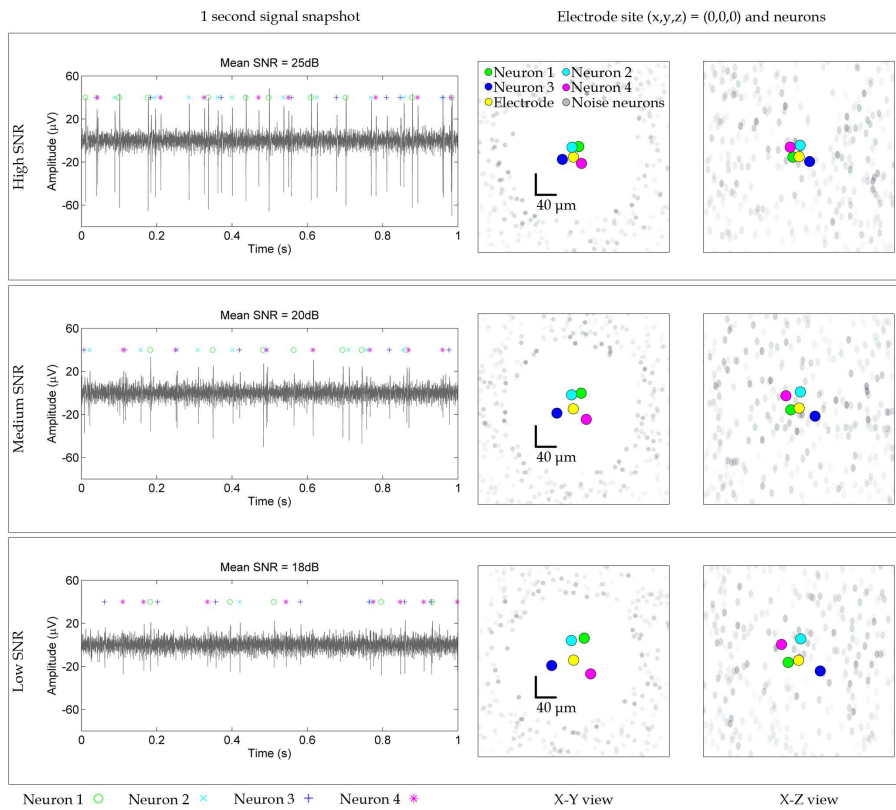 1 second signal snapshot
Electrode site (x,y,z) = (0,0,0) and neurons
High SNR
Mean SNR = 25dB
Amplitude (µV)
60
20
-20
-60
0 0.2 0.4 0.6 0.8 1
Time (s)
Neuron 1 Neuron 2
Neuron 3 Neuron 4
Electrode Noise neurons
40 µm
Medium SNR
Mean SNR = 20dB
Amplitude (µV)
60
20
-20
-60
0 0.2 0.4 0.6 0.8 1
Time (s)
40 µm
Low SNR
Mean SNR = 18dB
Amplitude (µV)
60
20
-20
-60
0 0.2 0.4 0.6 0.8 1
Time (s)
40 µm
Neuron 1 Neuron 2 Neuron 3 Neuron 4
X-Y view
X-Z view